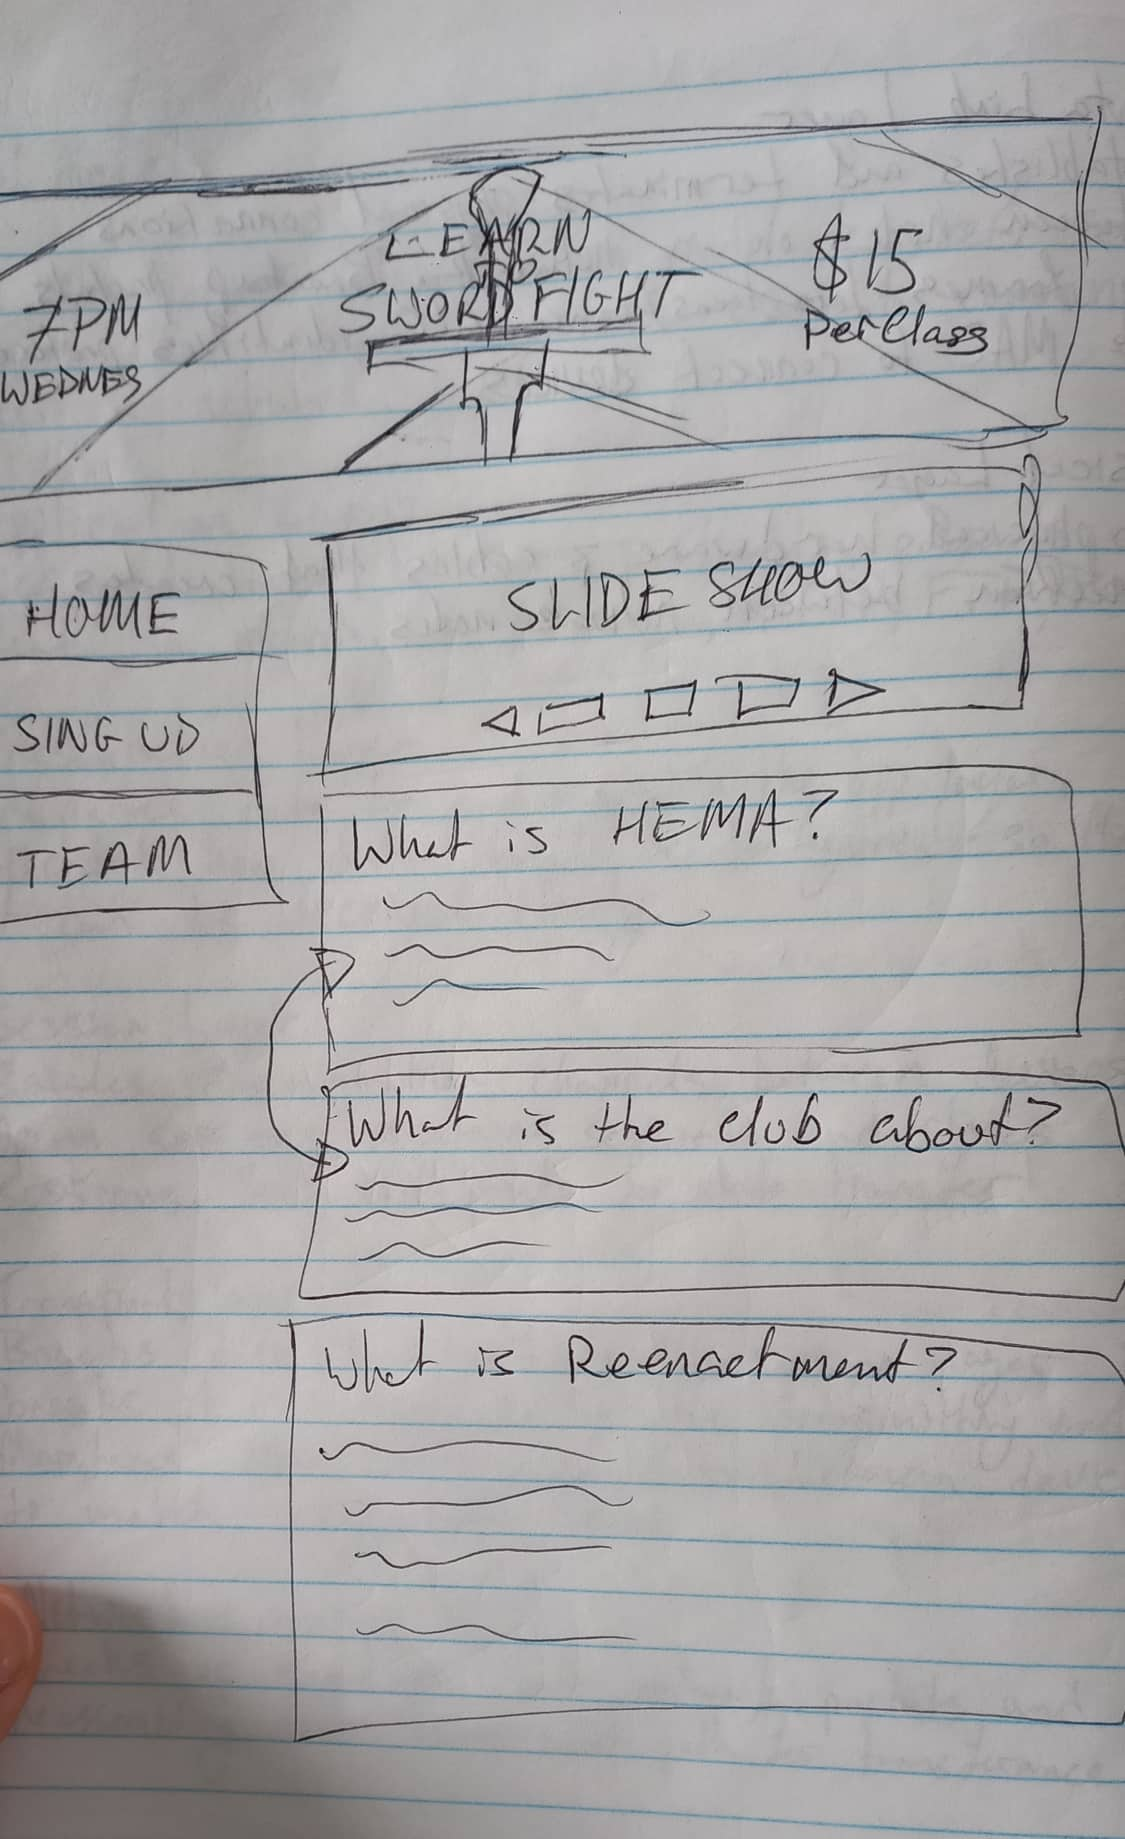 LEARN
TO
SWORD FIGHT
7PM
WEDNES
$15
Per Class
SLIDE SHOW
HOME
SING UP
TEAM
What is HEMA?
What is the club about?
What is Reenactment?